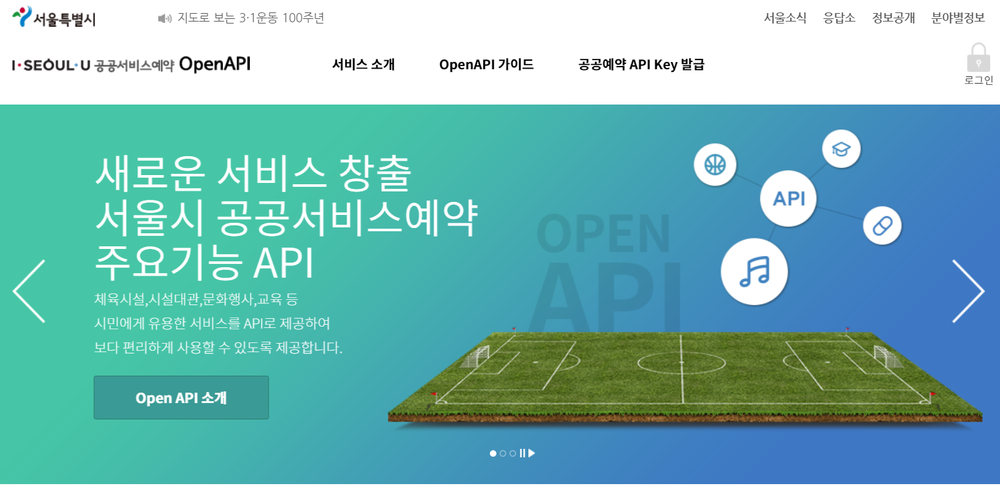 서울특별시
지도로 보는 3·1운동 100주년
서울소식 응답소 정보공개 분야별정보
I·SEOUL·U 공공서비스예약 OpenAPI
서비스 소개 OpenAPI 가이드 공공예약 API Key 발급
로그인
새로운 서비스 창출
서울시 공공서비스예약
주요기능 API
체육시설,시설대관,문화행사,교육 등
시민에게 유용한 서비스를 API로 제공하여
보다 편리하게 사용할 수 있도록 제공합니다.
Open API 소개
API
OPEN
API